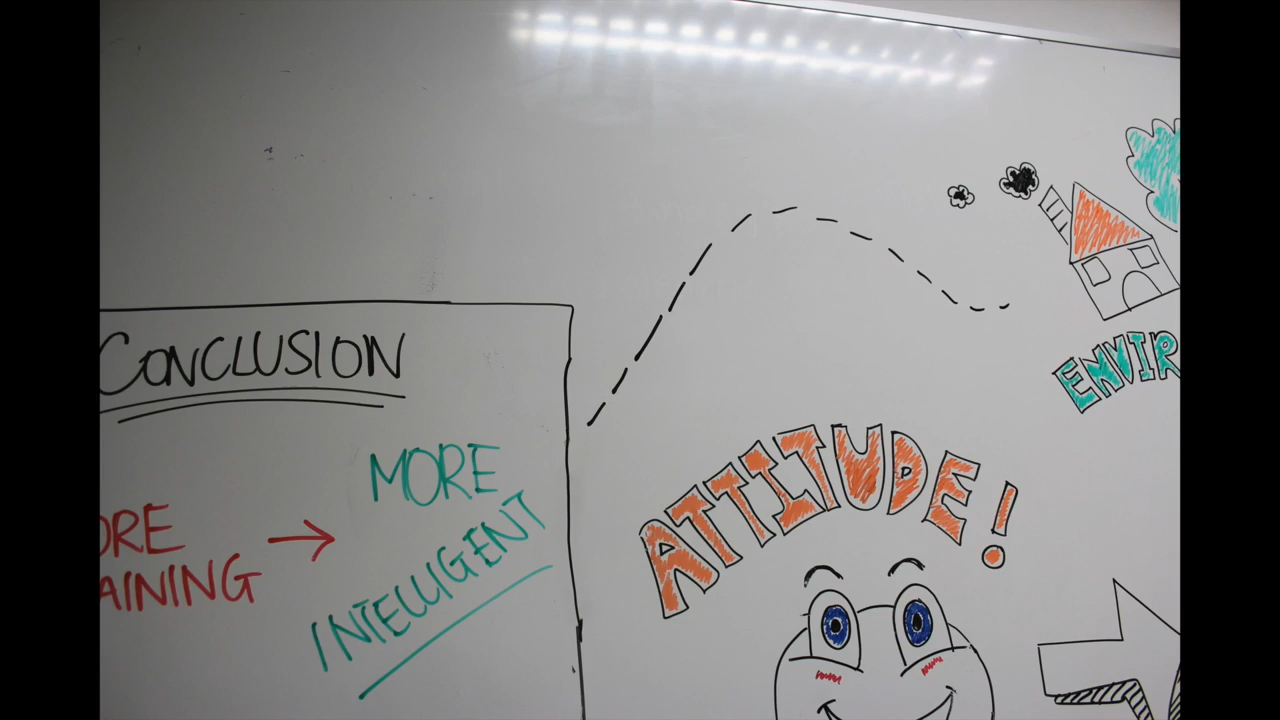 CONCLUSION
ORE
AINING →
MORE
INTELLIGENT
ATTITUDE!
ENVIR